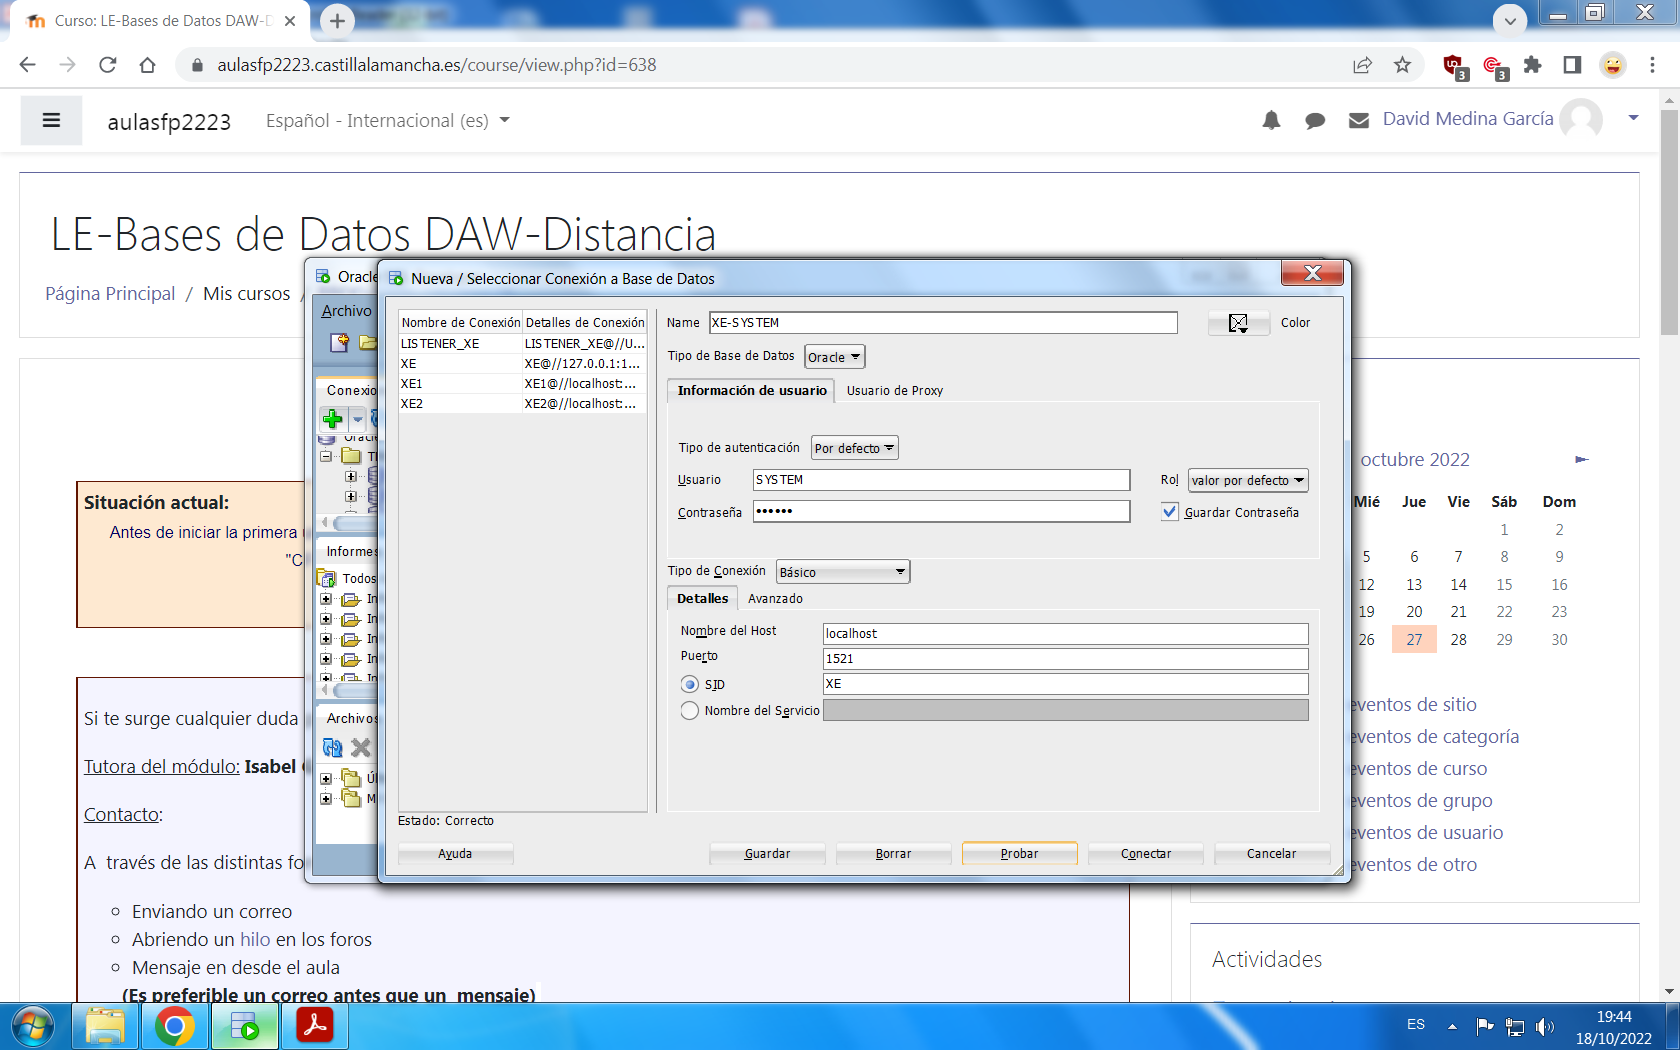 Curso: LE-Bases de Datos DAW-D
aulasfp2223.castillalamancha.es/course/view.php?id=638
3
3
aulasfp2223
Español - Internacional (es)
David Medina García
LE-Bases de Datos DAW-Distancia
Página Principal / Mis cursos /
Situación actual:
Antes de iniciar la primera
"C
Si te surge cualquier duda
Tutora del módulo: Isabel
Contacto:
A través de las distintas fo
Enviando un correo
Abriendo un hilo en los foros
Mensaje en desde el aula
(Es preferible un correo antes que un mensaje)
Oracle
Archivo
Conexio
Oracle
Informes
Todos
In
In
In
In
In
Archivos
Úl
M
Nueva / Seleccionar Conexión a Base de Datos
Nombre de Conexión Detalles de Conexión
LISTENER_XE LISTENER_XE@//U...
XE XE@//127.0.0.1:1...
XE1 XE1@//localhost:...
XE2 XE2@//localhost:...
Estado: Correcto
Name XE-SYSTEM
Color
Tipo de Base de Datos Oracle
Información de usuario Usuario de Proxy
Tipo de autenticación Por defecto
Usuario SYSTEM
Rol valor por defecto
Contraseña ••••••
Guardar Contraseña
Tipo de Conexión Básico
Detalles Avanzado
Nombre del Host localhost
Puerto 1521
SID XE
Nombre del Servicio
Ayuda Guardar Borrar Probar Conectar Cancelar
octubre 2022 ►
Mié Jue Vie Sáb Dom
1 2
5 6 7 8 9
12 13 14 15 16
19 20 21 22 23
26 27 28 29 30
eventos de sitio
eventos de categoría
eventos de curso
eventos de grupo
eventos de usuario
eventos de otro
Actividades
ES
19:44
18/10/2022